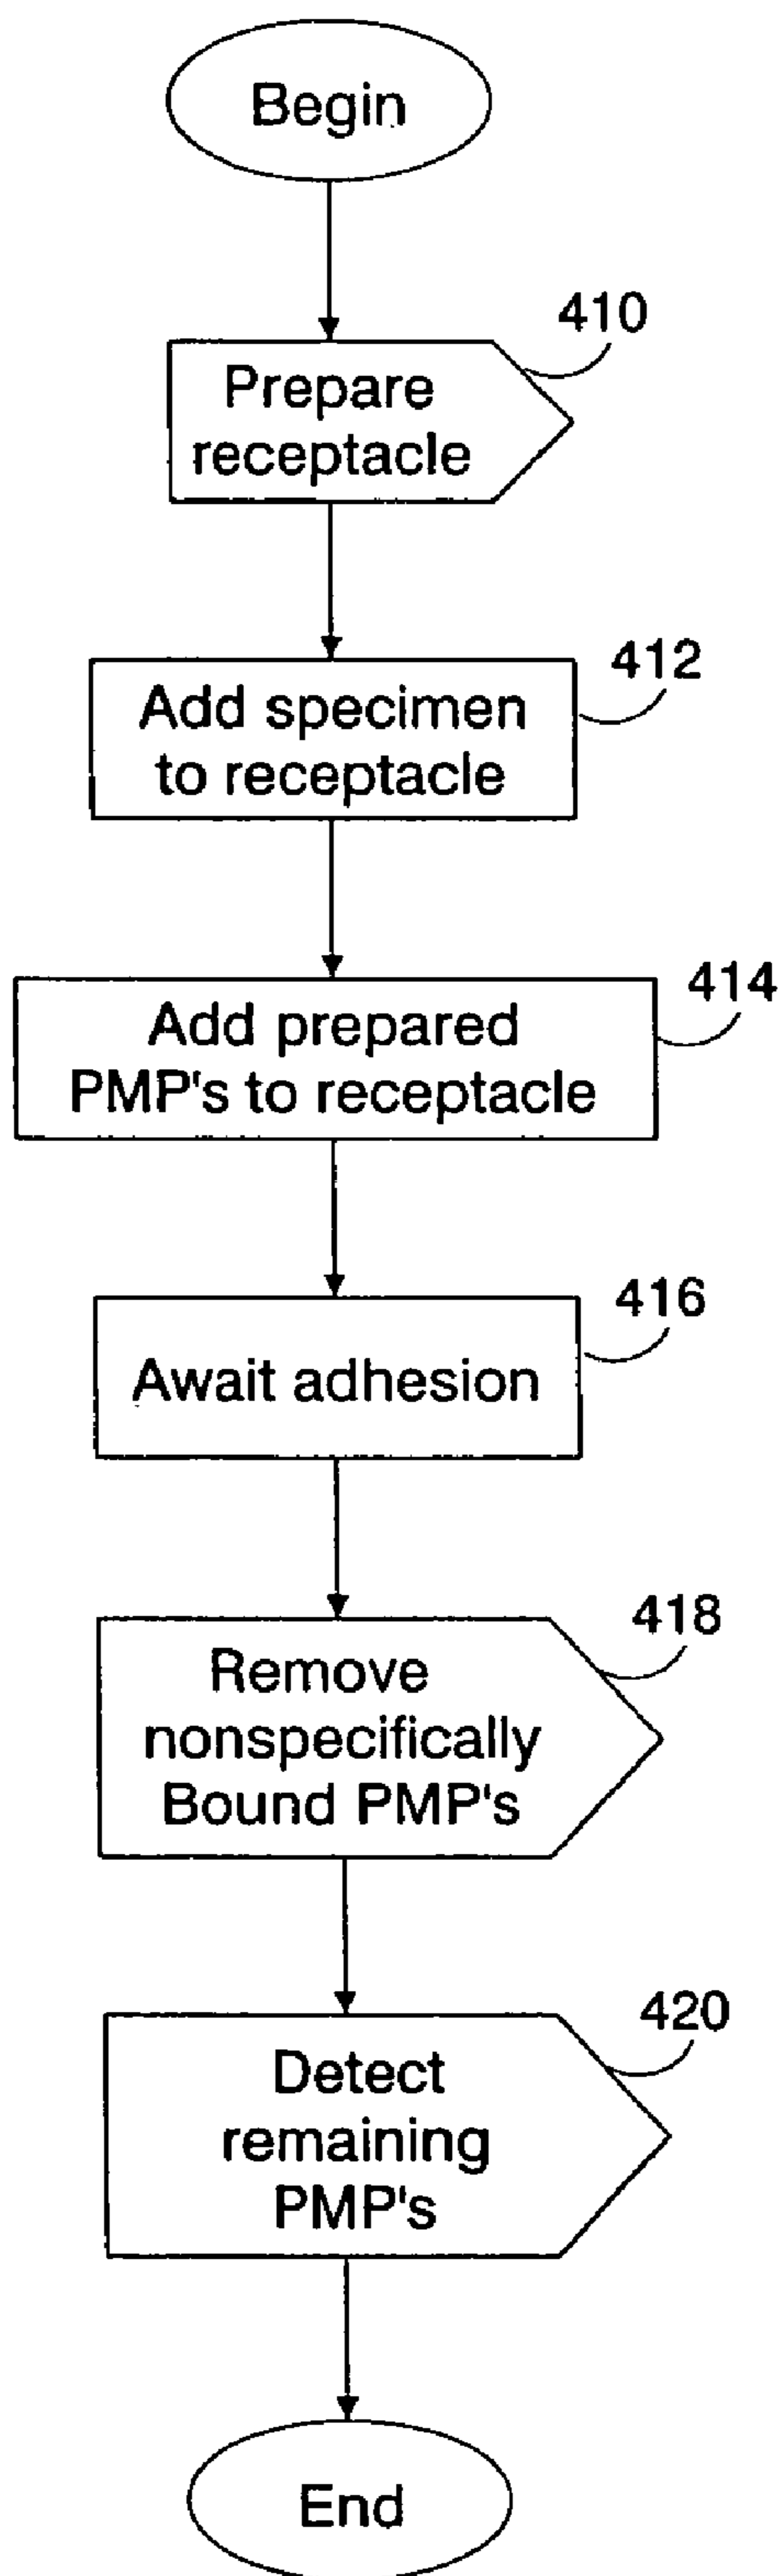 Begin
410
Prepare
receptacle
412
Add specimen
to receptacle
414
Add prepared
PMP's to receptacle
416
Await adhesion
418
Remove
nonspecifically
Bound PMP's
420
Detect
remaining
PMP's
End